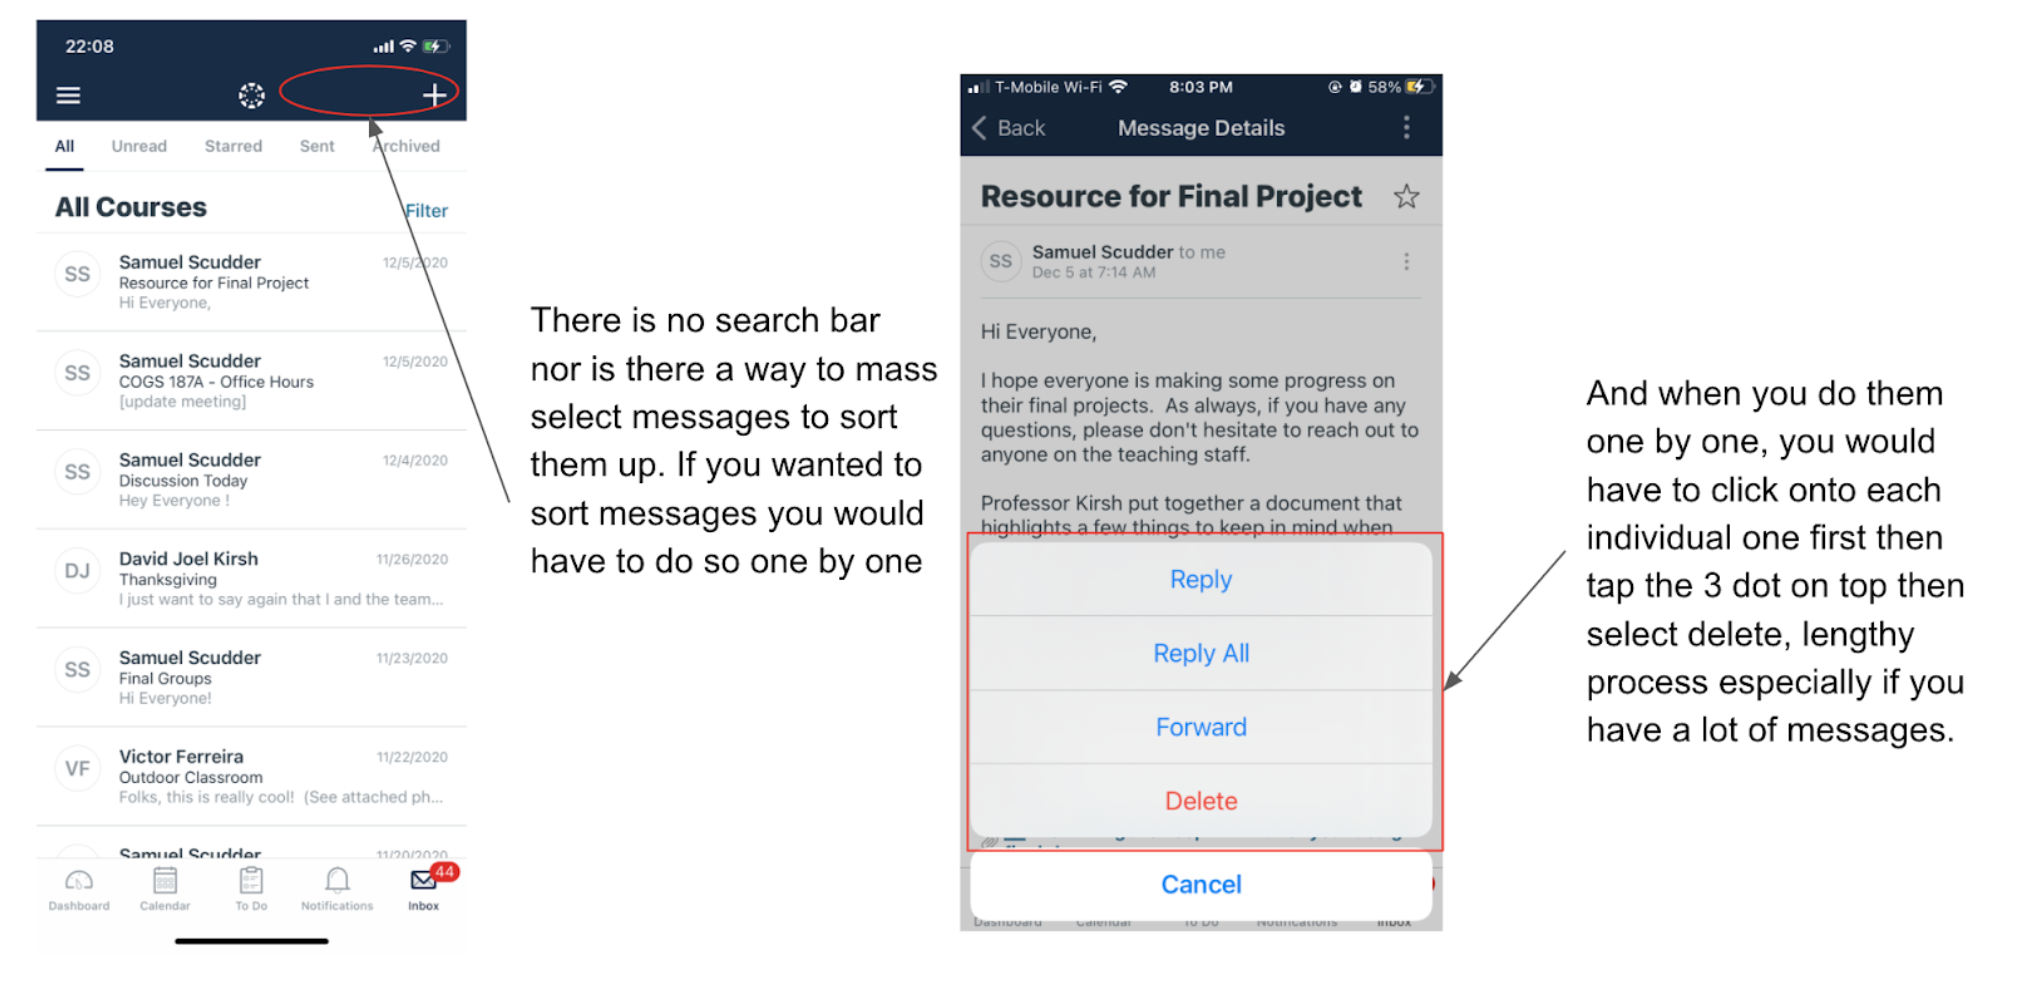 22:08
All Unread Starred Sent Archived
All Courses Filter
SS Samuel Scudder 12/5/2020
Resource for Final Project
Hi Everyone,
SS Samuel Scudder 12/5/2020
COGS 187A - Office Hours
[update meeting]
SS Samuel Scudder 12/4/2020
Discussion Today
Hey Everyone !
DJ David Joel Kirsh 11/26/2020
Thanksgiving
I just want to say again that I and the team...
SS Samuel Scudder 11/23/2020
Final Groups
Hi Everyone!
VF Victor Ferreira 11/22/2020
Outdoor Classroom
Folks, this is really cool! (See attached ph...
Samuel Scudder 11/20/2020
44
Dashboard Calendar To Do Notifications Inbox
There is no search bar
nor is there a way to mass
select messages to sort
them up. If you wanted to
sort messages you would
have to do so one by one
T-Mobile Wi-Fi 8:03 PM 58%
Back Message Details
Resource for Final Project
SS Samuel Scudder to me
Dec 5 at 7:14 AM
Hi Everyone,
I hope everyone is making some progress on
their final projects. As always, if you have any
questions, please don't hesitate to reach out to
anyone on the teaching staff.
Professor Kirsh put together a document that
highlights a few things to keep in mind when
Reply
Reply All
Forward
Delete
Cancel
Dashboard Calendar To Do Notifications Inbox
And when you do them
one by one, you would
have to click onto each
individual one first then
tap the 3 dot on top then
select delete, lengthy
process especially if you
have a lot of messages.